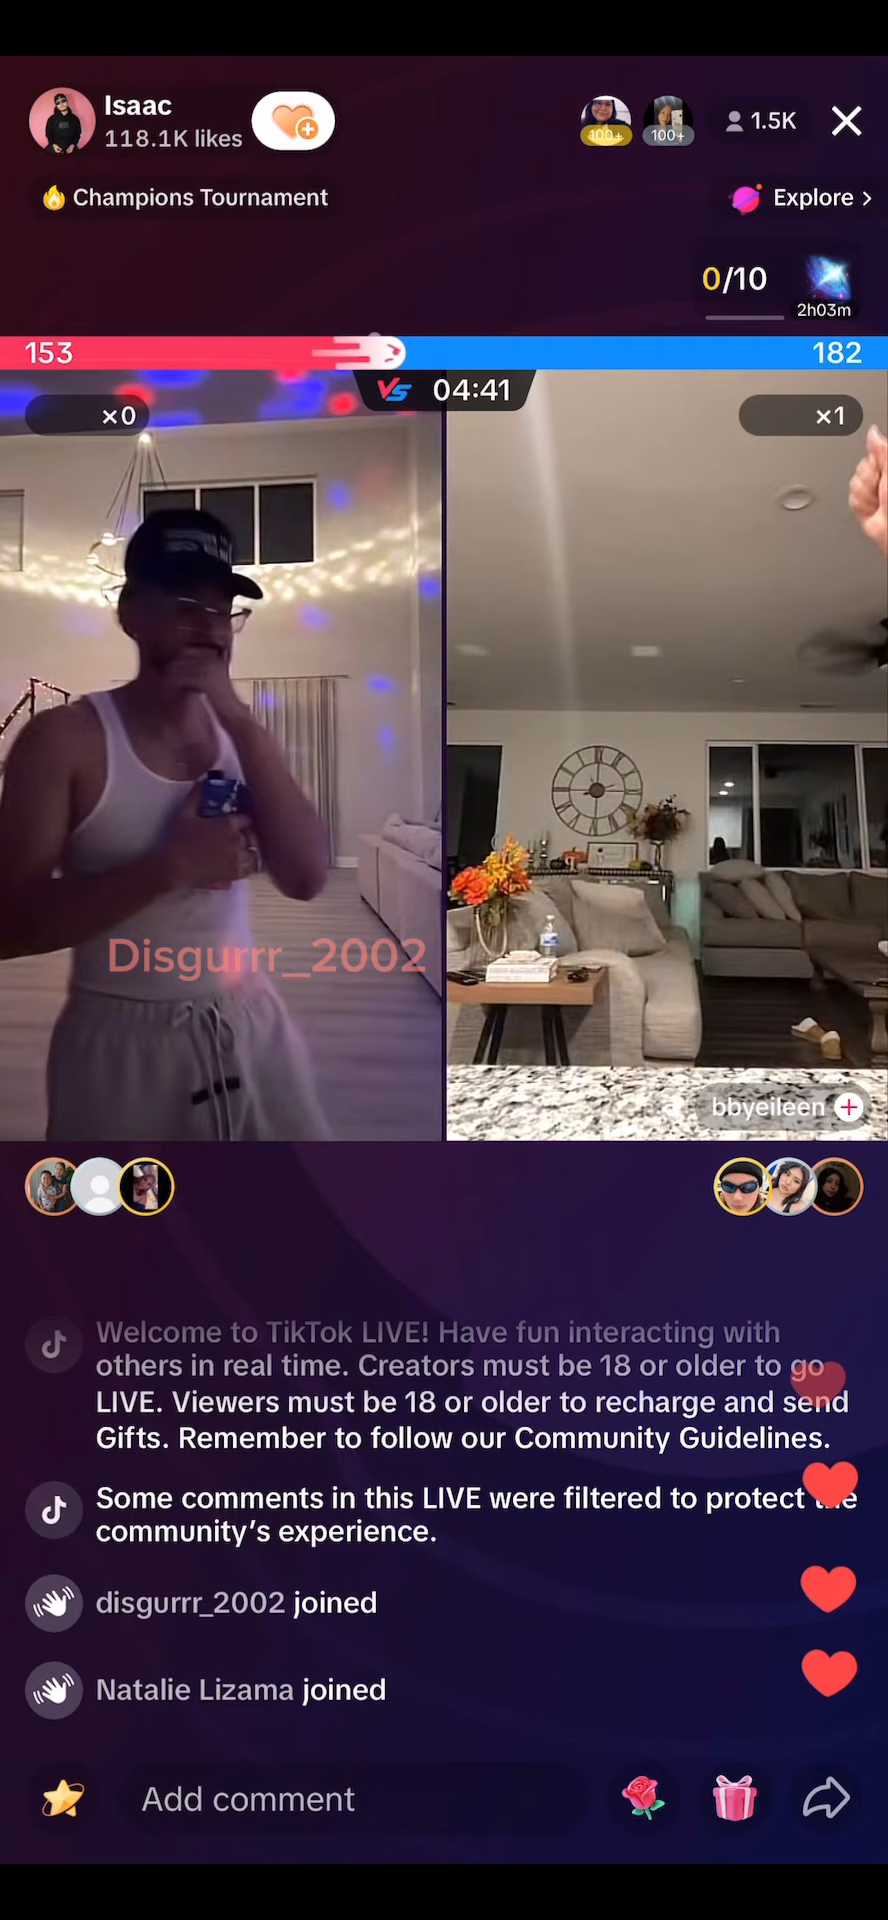 Isaac
118.1K likes
100+
100+
1.5K
Champions Tournament
Explore >
0/10
2h03m
153
182
VS 04:41
×0
×1
Disgurrr_2002
bbyeileen
Welcome to TikTok LIVE! Have fun interacting with
others in real time. Creators must be 18 or older to go
LIVE. Viewers must be 18 or older to recharge and send
Gifts. Remember to follow our Community Guidelines.
Some comments in this LIVE were filtered to protect the
community’s experience.
disgurrr_2002 joined
Natalie Lizama joined
Add comment